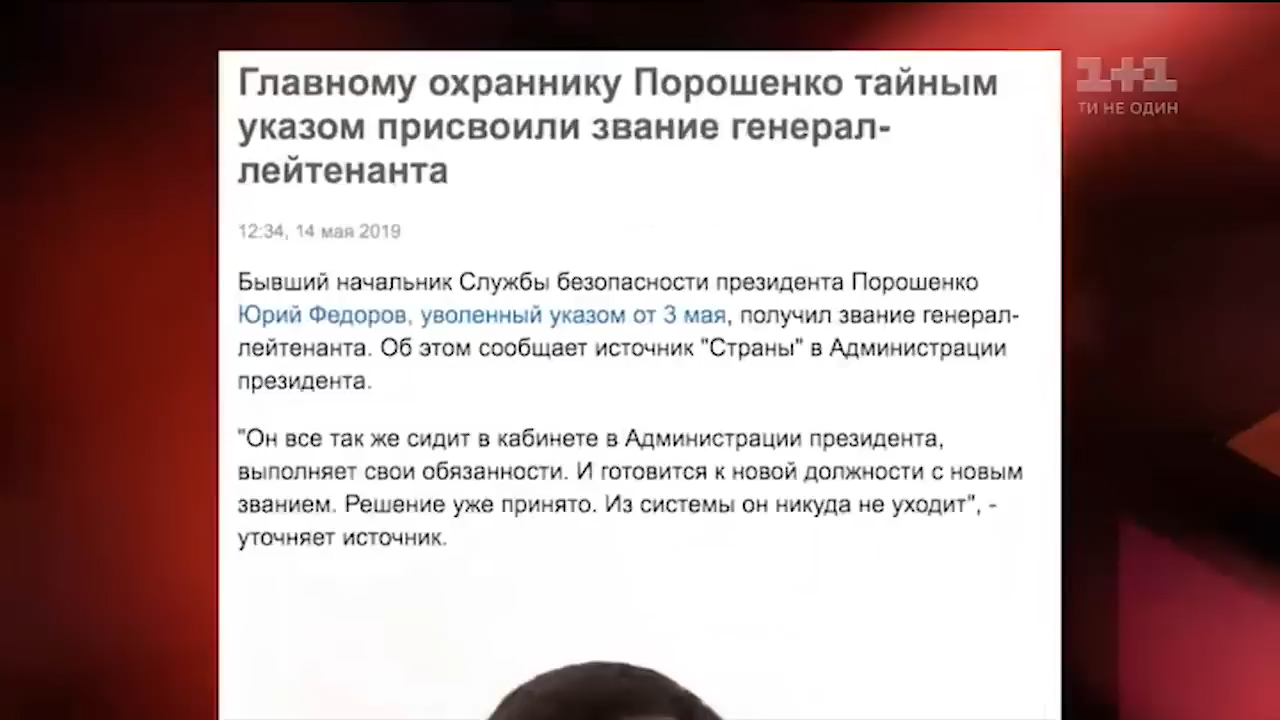 Главному охраннику Порошенко тайным
указом присвоили звание генерал-
лейтенанта
12:34, 14 мая 2019
Бывший начальник Службы безопасности президента Порошенко
Юрий Федоров, уволенный указом от 3 мая, получил звание генерал-
лейтенанта. Об этом сообщает источник "Страны" в Администрации
президента.
"Он все так же сидит в кабинете в Администрации президента,
выполняет свои обязанности. И готовится к новой должности с новым
званием. Решение уже принято. Из системы он никуда не уходит", -
уточняет источник.
1+1
ТИ НЕ ОДИН